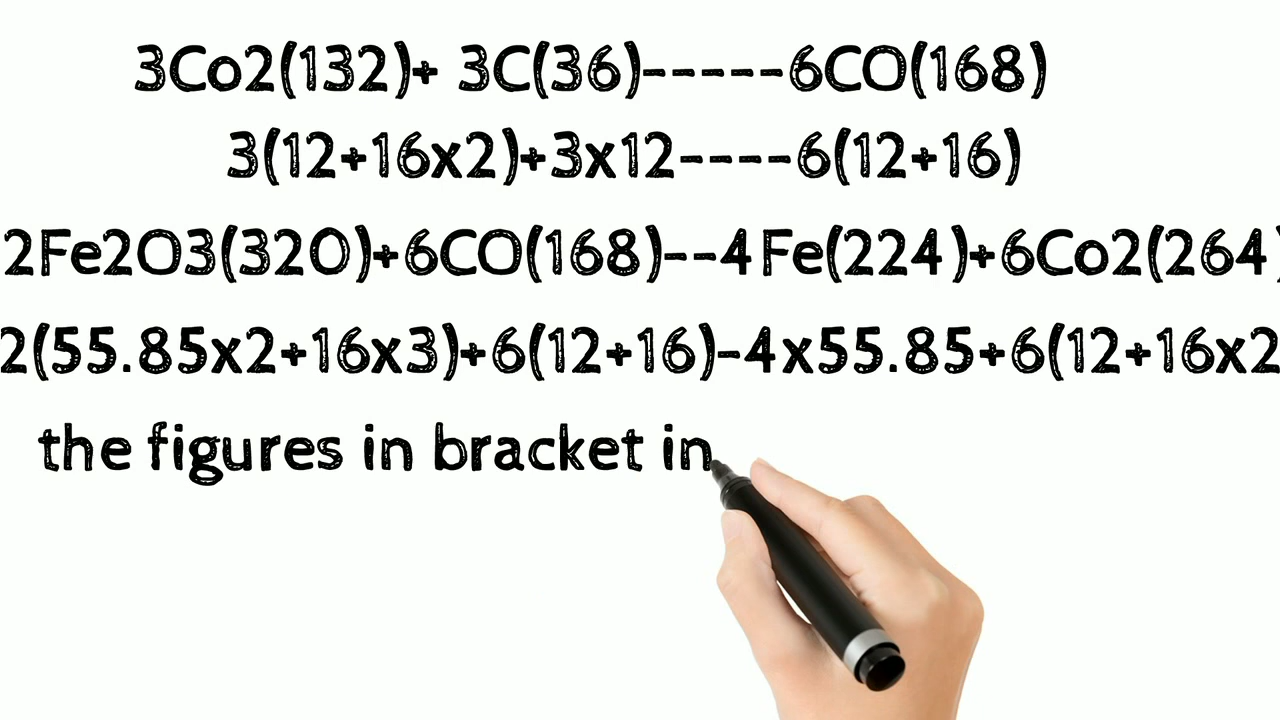 3Co2(132)+ 3C(36)-----6CO(168)
3(12+16x2)+3x12----6(12+16)
2Fe2O3(320)+6CO(168)--4Fe(224)+6Co2(264)
2(55.85x2+16x3)+6(12+16)-4x55.85+6(12+16x2
the figures in bracket in